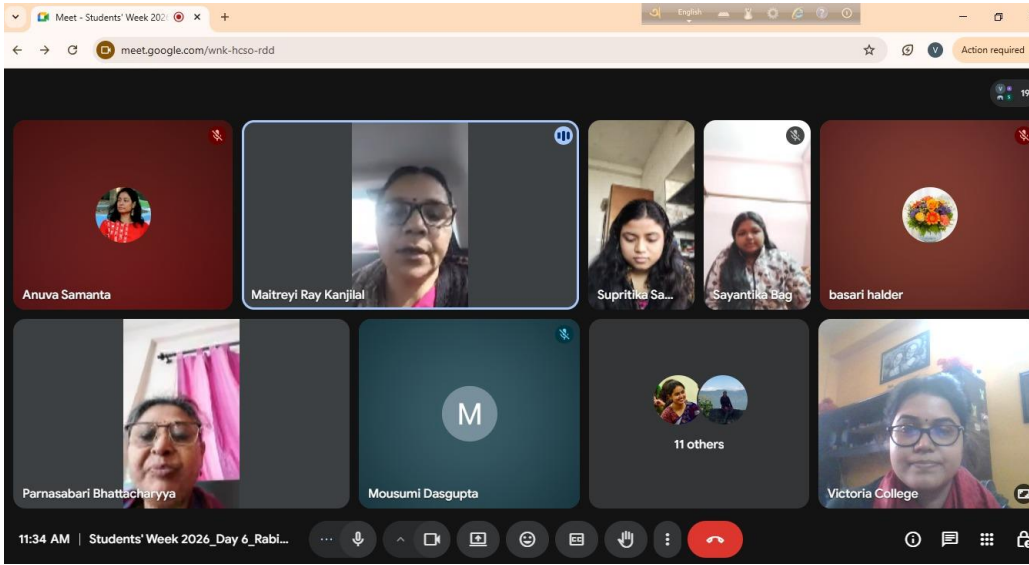 Meet - Students' Week 202
English
meet.google.com/wnk-hcso-rdd
V
Action required
V
19
Anuva Samanta
Maitreyi Ray Kanjilal
Supritika Sa...
Sayantika Bag
basari halder
Parnasabari Bhattacharyya
M
Mousumi Dasgupta
11 others
Victoria College
11:34 AM | Students' Week 2026_Day 6_Rabi...
CC